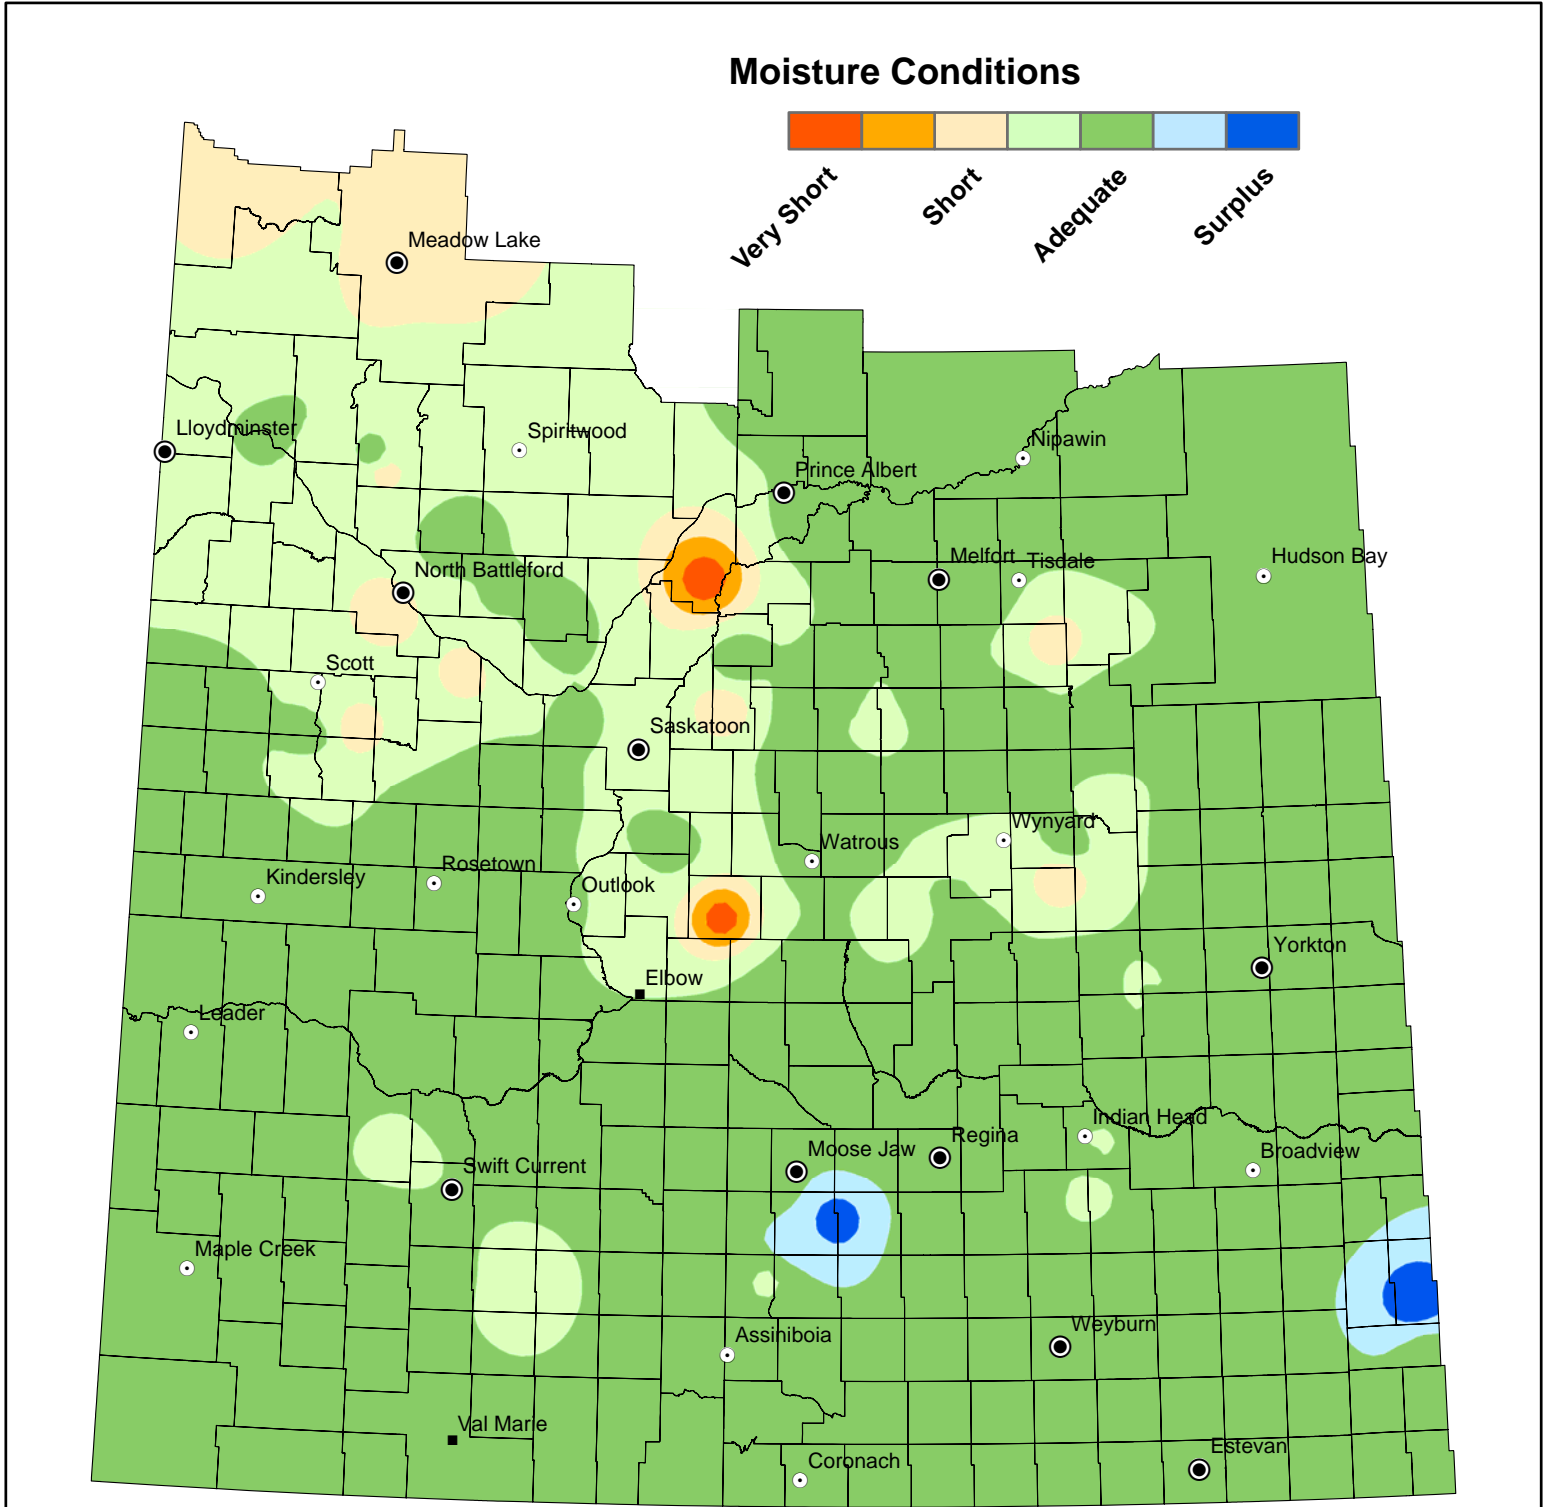 Moisture Conditions
Very Short
Short
Adequate
Surplus
Meadow Lake
Lloydminster
Spiritwood
Nipawin
Prince Albert
Melfort
Tisdale
Hudson Bay
North Battleford
Scott
Saskatoon
Wynyard
Watrous
Rosetown
Kindersley
Outlook
Yorkton
Elbow
Leader
Indian Head
Regina
Moose Jaw
Broadview
Swift Current
Maple Creek
Weyburn
Assiniboia
Val Marie
Estevan
Coronach